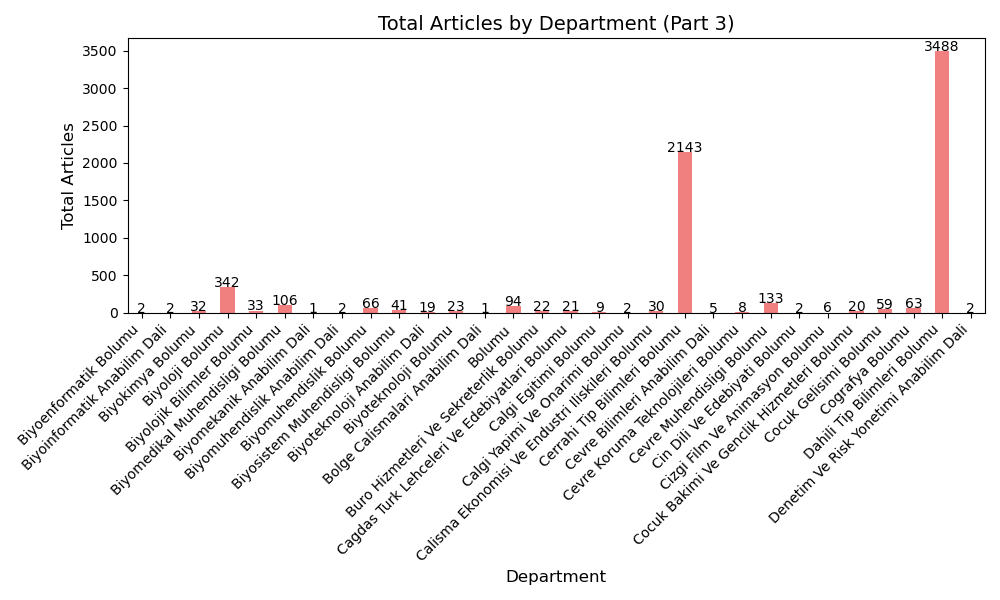 Total Articles by Department (Part 3)
Total Articles
3500
3000
2500
2000
1500
1000
500
0
2
2
32
342
33
106
1
2
66
41
19
23
1
94
22
21
9
2
30
2143
5
8
133
2
6
20
59
63
3488
2
Biyoenformatik Bolumu
Biyoinformatik Anabilim Dali
Biyokimya Bolumu
Biyoloji Bolumu
Biyolojik Bilimler Bolumu
Biyomedikal Muhendisligi Bolumu
Biyomekanik Anabilim Dali
Biyomuhendislik Anabilim Dali
Biyomuhendislik Bolumu
Biyosistem Muhendisligi Bolumu
Biyoteknoloji Anabilim Dali
Biyoteknoloji Bolumu
Bolge Calismalari Anabilim Dali
Bolumu
Buro Hizmetleri Ve Sekreterlik Bolumu
Cagdas Turk Lehceleri Ve Edebiyatlari Bolumu
Calgi Egitimi Bolumu
Calgi Yapimi Ve Onarimi Bolumu
Calisma Ekonomisi Ve Endustri Iliskileri Bolumu
Cerrahi Tip Bilimleri Bolumu
Cevre Bilimleri Anabilim Dali
Cevre Koruma Teknolojileri Bolumu
Cevre Muhendisligi Bolumu
Cin Dili Ve Edebiyati Bolumu
Cizgi Film Ve Animasyon Bolumu
Cocuk Bakimi Ve Genclik Hizmetleri Bolumu
Cocuk Gelisimi Bolumu
Cografya Bolumu
Dahili Tip Bilimleri Bolumu
Denetim Ve Risk Yonetimi Anabilim Dali
Department